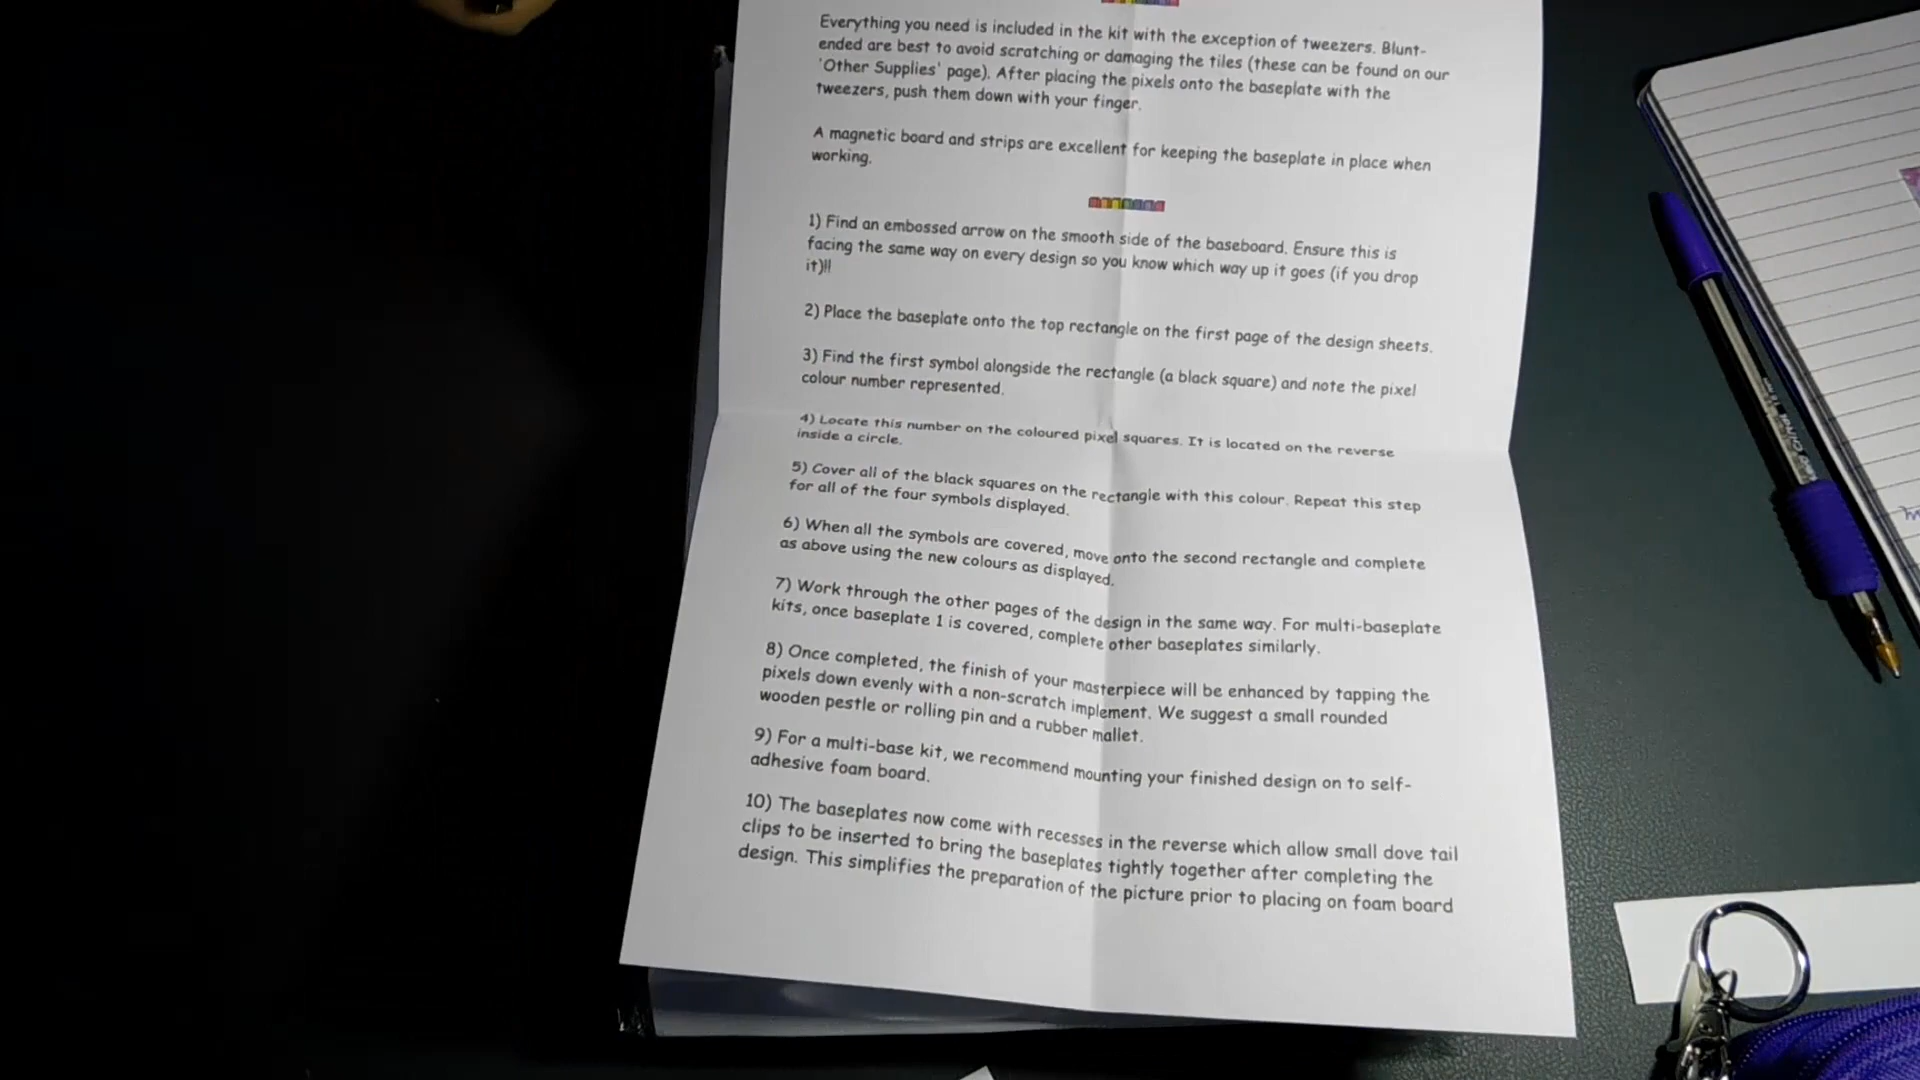 Everything you need is included in the kit with the exception of tweezers. Blunt-
ended are best to avoid scratching or damaging the tiles (these can be found on our
'Other Supplies' page). After placing the pixels onto the baseplate with the
tweezers, push them down with your finger.
A magnetic board and strips are excellent for keeping the baseplate in place when
working.
1) Find an embossed arrow on the smooth side of the baseboard. Ensure this is
facing the same way on every design so you know which way up it goes (if you drop
it)!!
2) Place the baseplate onto the top rectangle on the first page of the design sheets.
3) Find the first symbol alongside the rectangle (a black square) and note the pixel
colour number represented.
4) Locate this number on the coloured pixel squares. It is located on the reverse
inside a circle.
5) Cover all of the black squares on the rectangle with this colour. Repeat this step
for all of the four symbols displayed.
6) When all the symbols are covered, move onto the second rectangle and complete
as above using the new colours as displayed.
7) Work through the other pages of the design in the same way. For multi-baseplate
kits, once baseplate 1 is covered, complete other baseplates similarly.
8) Once completed, the finish of your masterpiece will be enhanced by tapping the
pixels down evenly with a non-scratch implement. We suggest a small rounded
wooden pestle or rolling pin and a rubber mallet.
9) For a multi-base kit, we recommend mounting your finished design on to self-
adhesive foam board.
10) The baseplates now come with recesses in the reverse which allow small dove tail
clips to be inserted to bring the baseplates tightly together after completing the
design. This simplifies the preparation of the picture prior to placing on foam board